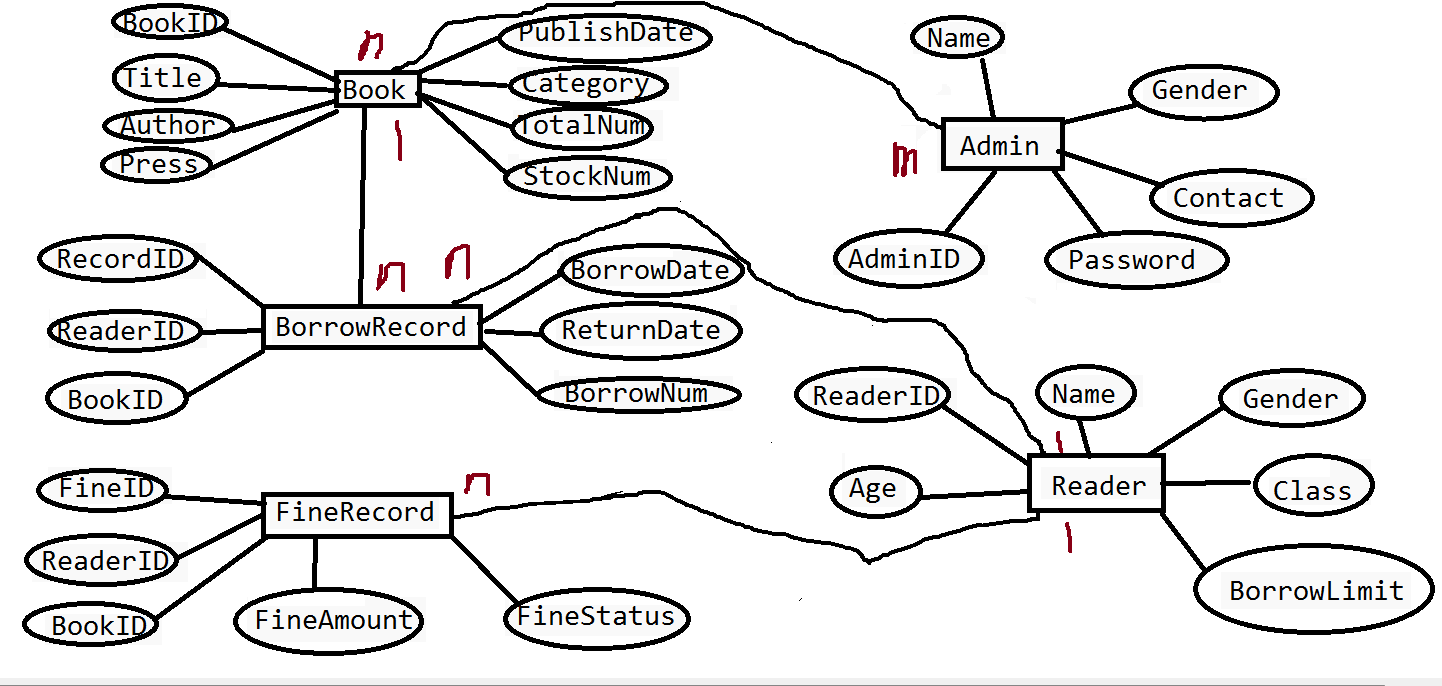 BookID
PublishDate
n
Name
Title
Book
Category
Gender
Author
TotalNum
1
Admin
m
Press
StockNum
Contact
RecordID
AdminID
Password
n
n
BorrowDate
ReaderID
BorrowRecord
ReturnDate
BookID
BorrowNum
ReaderID
Name
Gender
1
FineID
n
Age
Reader
Class
FineRecord
1
ReaderID
BorrowLimit
BookID
FineAmount
FineStatus